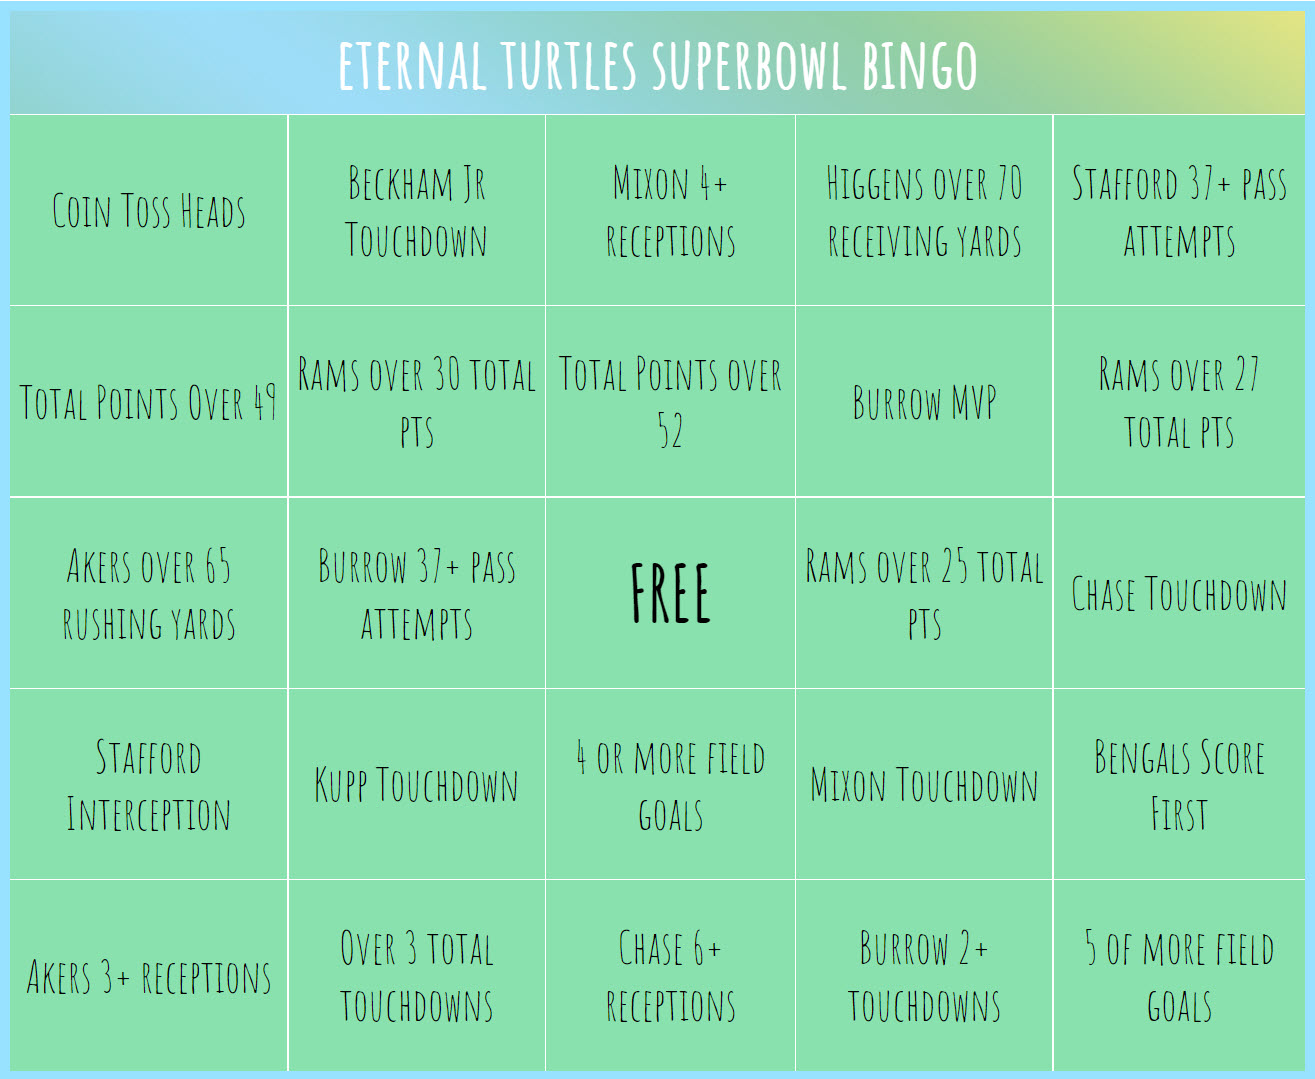 ETERNAL TURTLES SUPERBOWL BINGO
Coin Toss Heads
Beckham Jr
Touchdown
Mixon 4+
receptions
Higgens over 70
receiving yards
Stafford 37+ pass
attempts
Total Points Over 49
Rams over 30 total
pts
Total Points over
52
Burrow MVP
Rams over 27
total pts
Akers over 65
rushing yards
Burrow 37+ pass
attempts
FREE
Rams over 25 total
pts
Chase Touchdown
Stafford
Interception
Kupp Touchdown
4 or more field
goals
Mixon Touchdown
Bengals Score
First
Akers 3+ receptions
Over 3 total
touchdowns
Chase 6+
receptions
Burrow 2+
touchdowns
5 of more field
goals